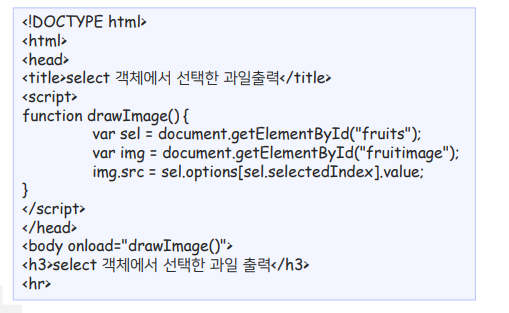 <!DOCTYPE html>
<html>
<head>
<title>select 객체에서 선택한 과일출력</title>
<script>
function drawImage() {
var sel = document.getElementById("fruits");
var img = document.getElementById("fruitimage");
img.src = sel.options[sel.selectedIndex].value;
}
</script>
</head>
<body onload="drawImage()">
<h3>select 객체에서 선택한 과일 출력</h3>
<hr>